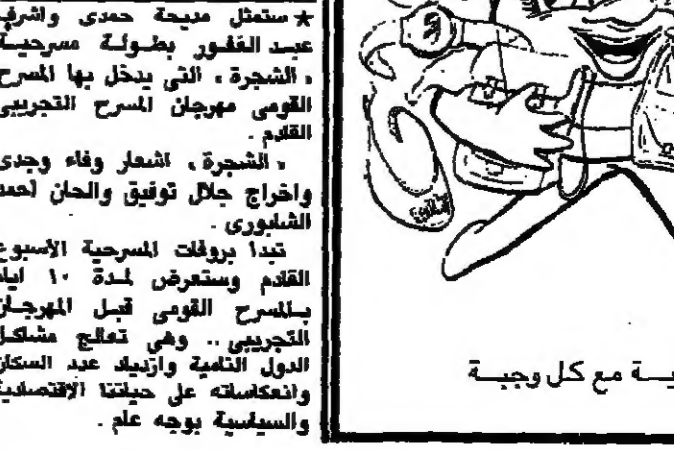 ★ ستمثل مديحة حمدى واشرف
عبد الغفور بطولة مسرحية
« الشجرة » التى يدخل بها المسرح
القومى مهرجان المسرح التجريبى
القادم .
« الشجرة » اشعار وفاء وجدى
واخراج جلال توفيق والحان أحمد
الشابورى .
تبدا بروفات المسرحية الأسبوع
القادم وستعرض لمدة ١٠ ايام
بالمسرح القومى قبل المهرجان
التجريبى .. وهي تعالج مشاكل
الدول النامية وازدياد عدد السكان
وانعكاساته على حياتنا الاقتصادية
والسياسية بوجه عام .
مع كل وجبة